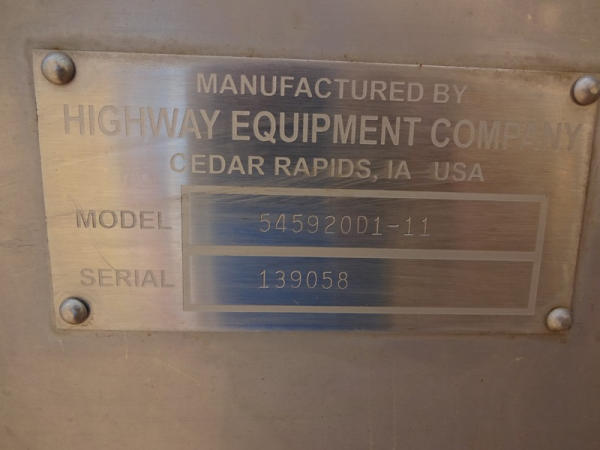 MANUFACTURED BY
HIGHWAY EQUIPMENT COMPANY
CEDAR RAPIDS, IA USA
MODEL 545920D1-11
SERIAL 139058